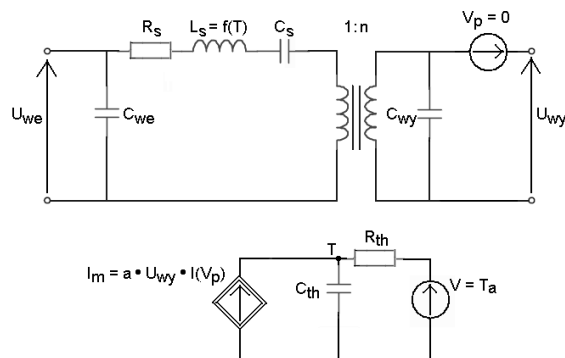 Rs
Ls = f(T)
Cs
1:n
Vp = 0
Uwe
Cwe
Cwy
Uwy
Im = a • Uwy • I(Vp)
T
Rth
Cth
V = Ta